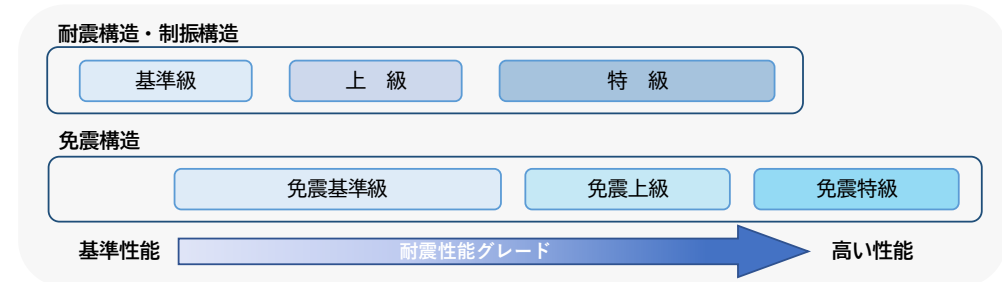 耐震構造・制振構造
基準級 上　級 特　級
免震構造
免震基準級 免震上級 免震特級
基準性能 耐震性能グレード 高い性能